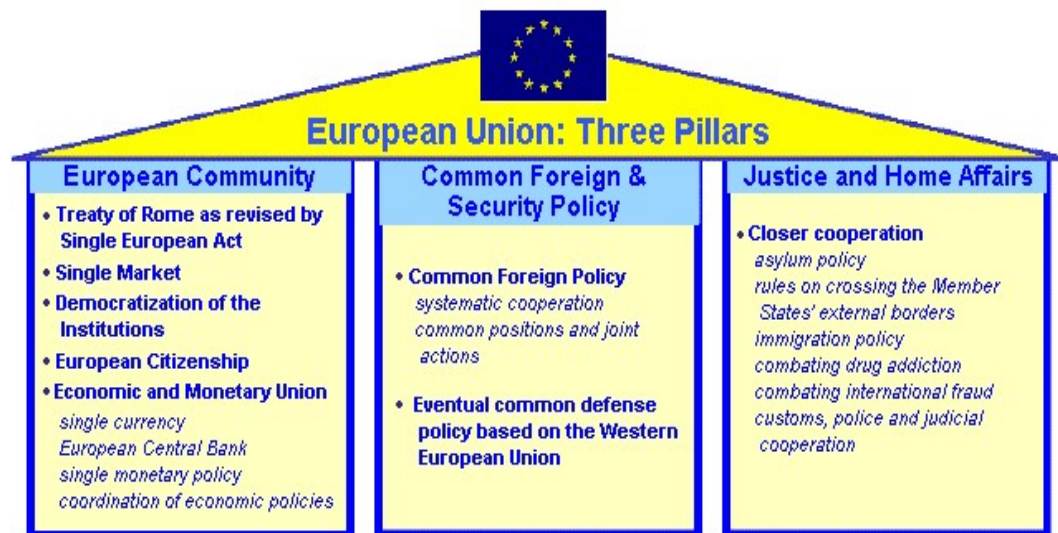 European Union: Three Pillars
European Community
• Treaty of Rome as revised by
Single European Act
• Single Market
• Democratization of the
Institutions
• European Citizenship
• Economic and Monetary Union
single currency
European Central Bank
single monetary policy
coordination of economic policies
Common Foreign &
Security Policy
• Common Foreign Policy
systematic cooperation
common positions and joint
actions
• Eventual common defense
policy based on the Western
European Union
Justice and Home Affairs
• Closer cooperation
asylum policy
rules on crossing the Member
States' external borders
immigration policy
combating drug addiction
combating international fraud
customs, police and judicial
cooperation